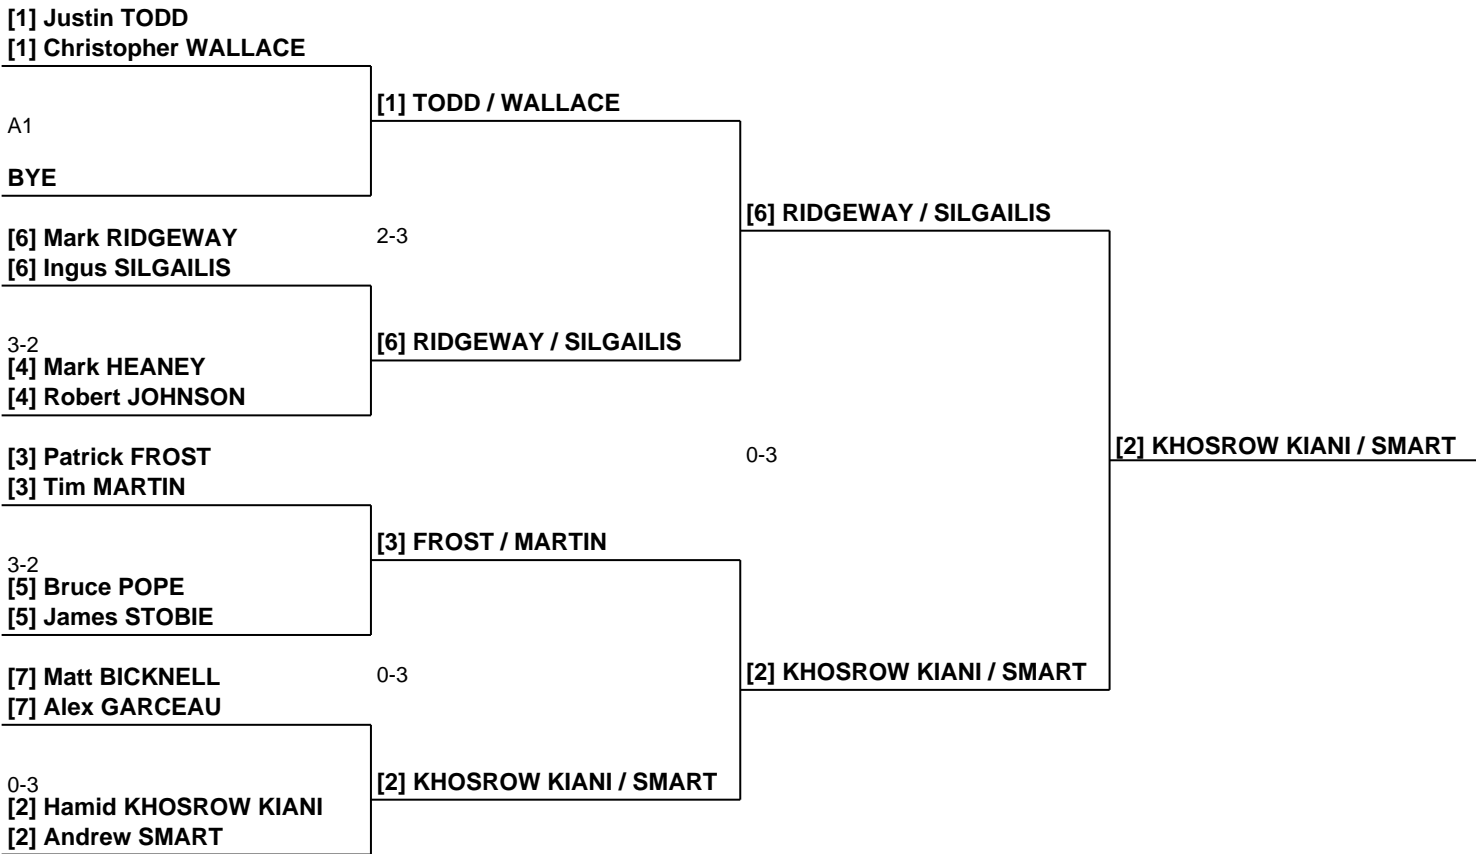 [1] Justin TODD
[1] Christopher WALLACE
[1] TODD / WALLACE
A1
BYE
[6] RIDGEWAY / SILGAILIS
[6] Mark RIDGEWAY
2-3
[6] Ingus SILGAILIS
3-2
[6] RIDGEWAY / SILGAILIS
[4] Mark HEANEY
[4] Robert JOHNSON
[3] Patrick FROST
0-3
[2] KHOSROW KIANI / SMART
[3] Tim MARTIN
[3] FROST / MARTIN
3-2
[5] Bruce POPE
[5] James STOBIE
[7] Matt BICKNELL
0-3
[2] KHOSROW KIANI / SMART
[7] Alex GARCEAU
0-3
[2] KHOSROW KIANI / SMART
[2] Hamid KHOSROW KIANI
[2] Andrew SMART